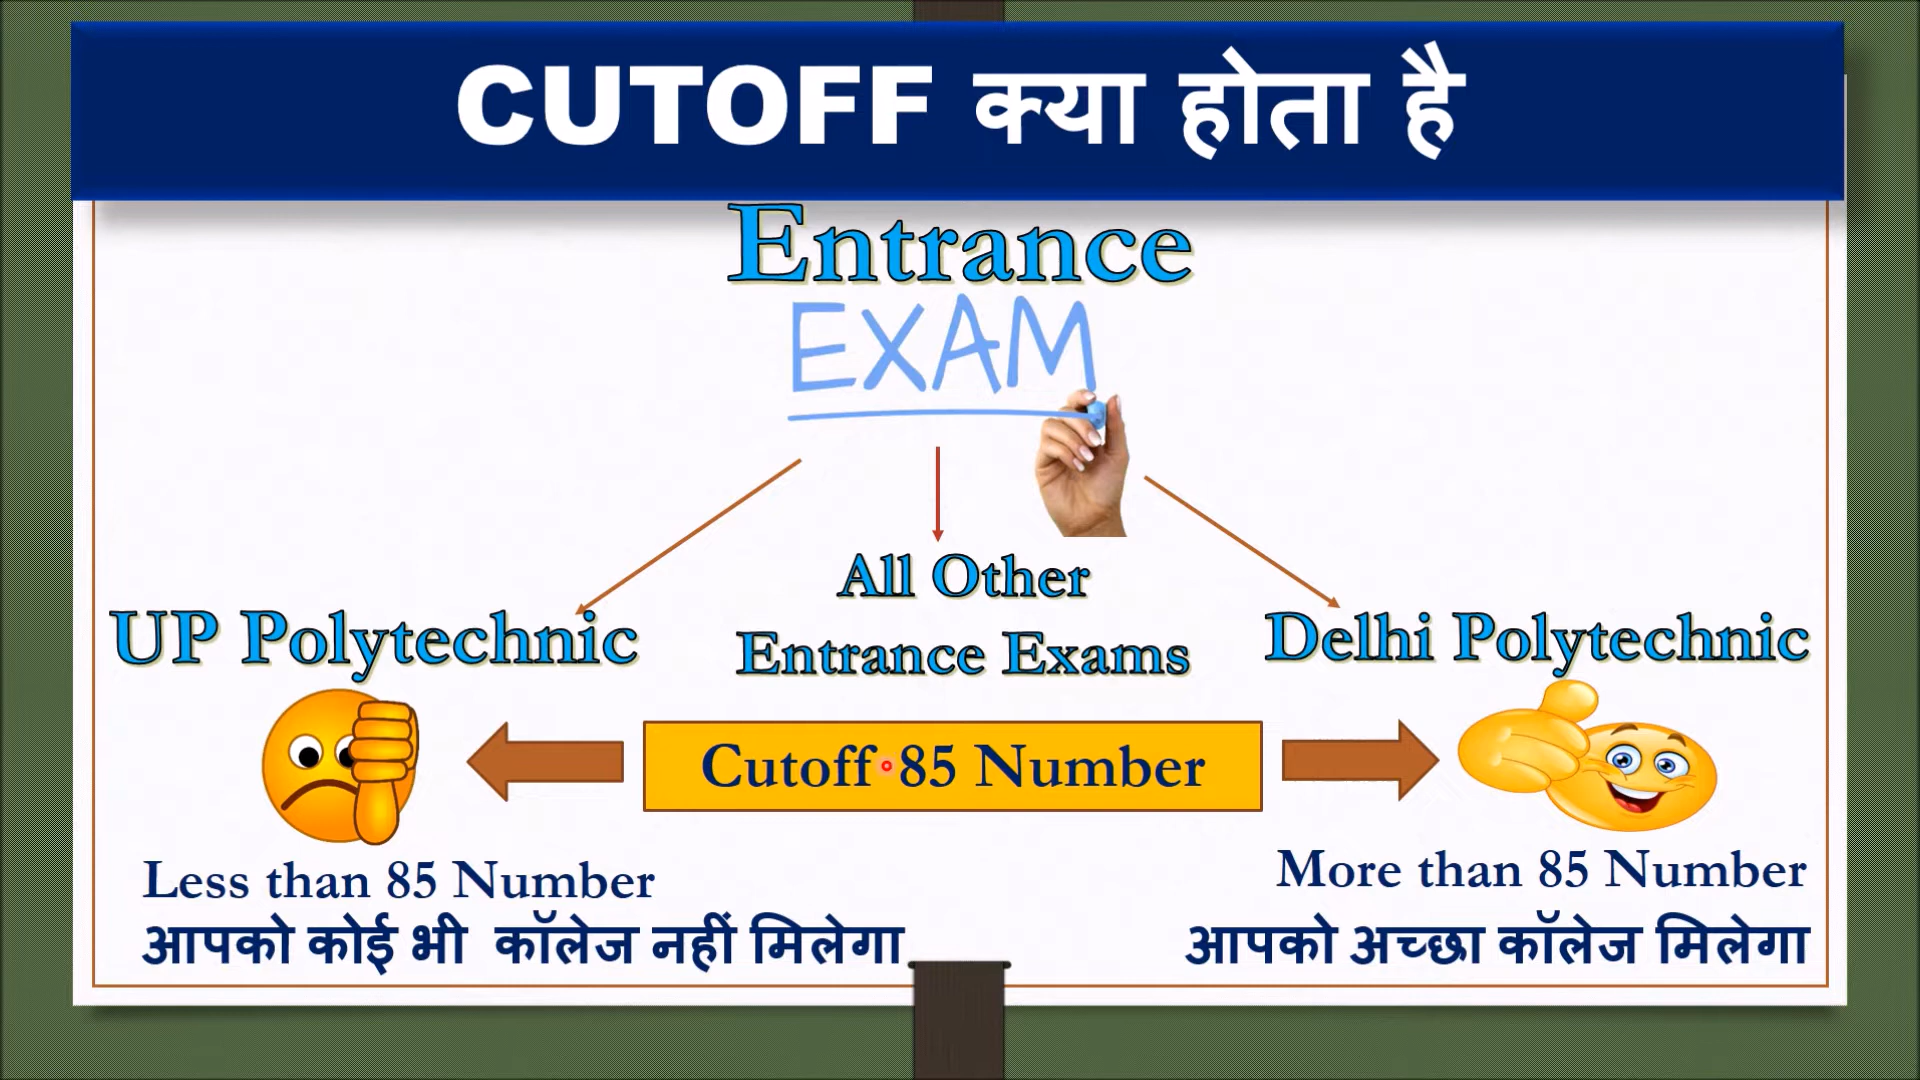 CUTOFF क्या होता है
Entrance
EXAM
All Other
Entrance Exams
UP Polytechnic
Delhi Polytechnic
Cutoff 85 Number
Less than 85 Number
आपको कोई भी कॉलेज नहीं मिलेगा
More than 85 Number
आपको अच्छा कॉलेज मिलेगा